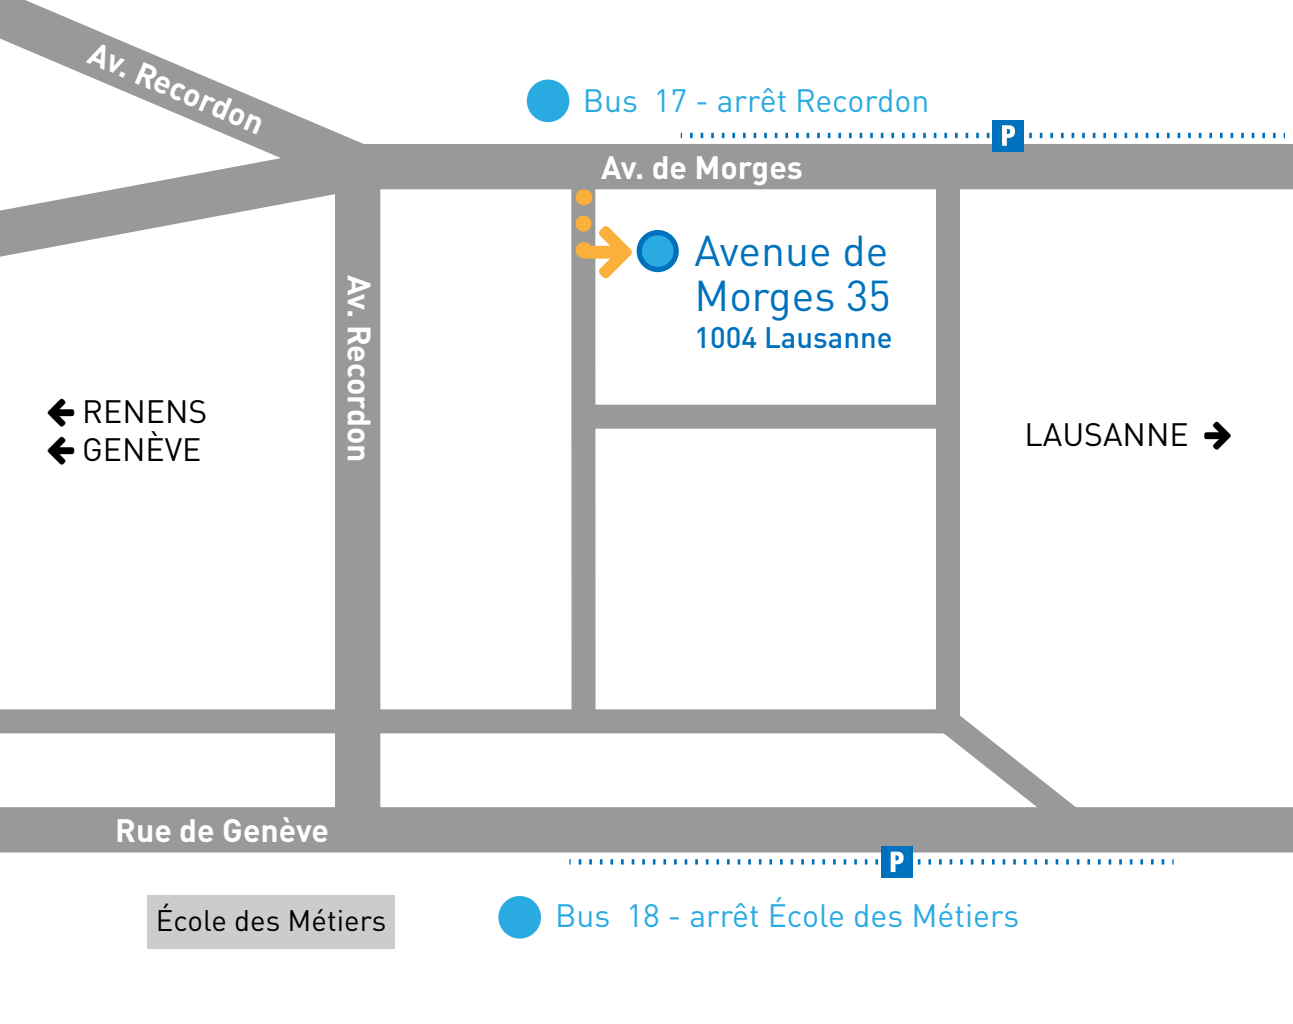 Av. Recordon
Bus 17 - arrêt Recordon
P
Av. de Morges
Avenue de
Morges 35
1004 Lausanne
Av. Recordon
RENENS
GENÈVE
LAUSANNE
Rue de Genève
P
École des Métiers
Bus 18 - arrêt École des Métiers